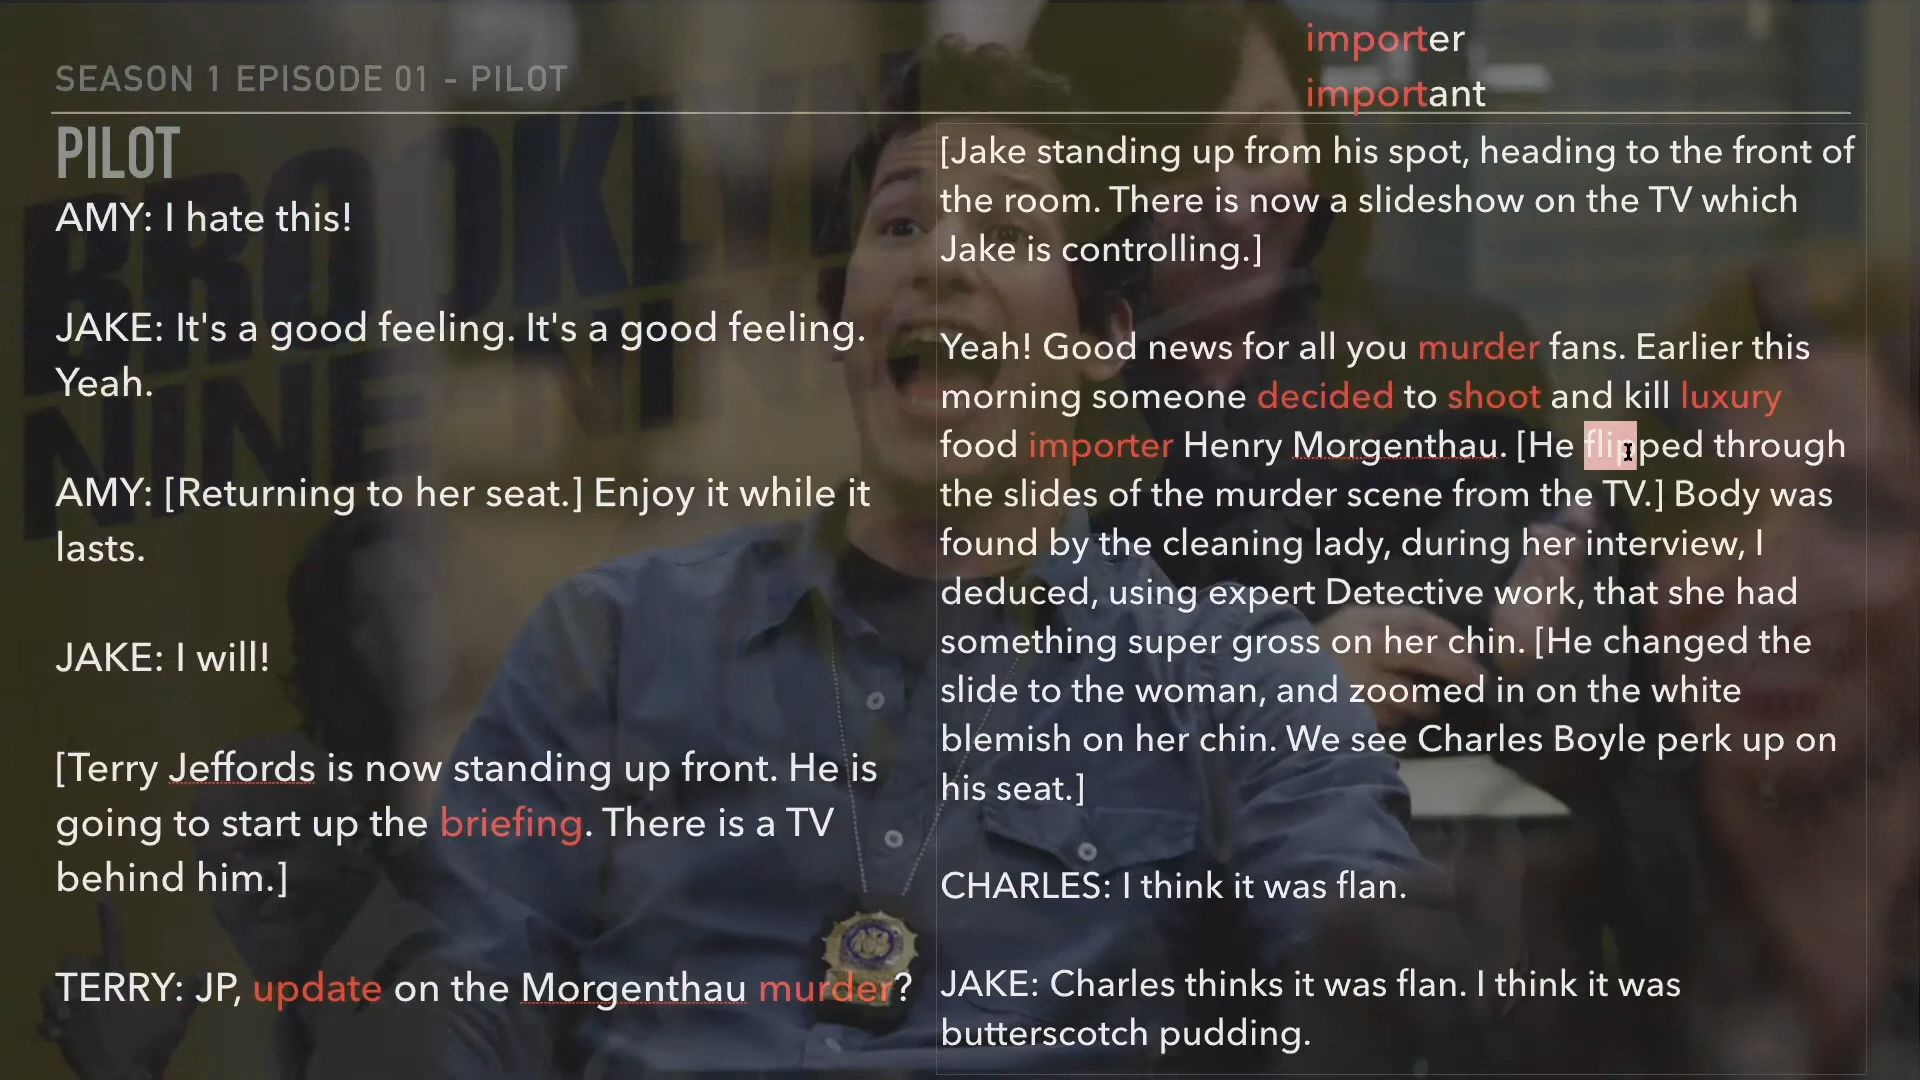 importer
important
SEASON 1 EPISODE 01 - PILOT
PILOT
BROOKLYN
NINE NINE
AMY: I hate this!
JAKE: It's a good feeling. It's a good feeling.
Yeah.
AMY: [Returning to her seat.] Enjoy it while it
lasts.
JAKE: I will!
[Terry Jeffords is now standing up front. He is
going to start up the briefing. There is a TV
behind him.]
TERRY: JP, update on the Morgenthau murder?
[Jake standing up from his spot, heading to the front of
the room. There is now a slideshow on the TV which
Jake is controlling.]
Yeah! Good news for all you murder fans. Earlier this
morning someone decided to shoot and kill luxury
food importer Henry Morgenthau. [He flipped through
the slides of the murder scene from the TV.] Body was
found by the cleaning lady, during her interview, I
deduced, using expert Detective work, that she had
something super gross on her chin. [He changed the
slide to the woman, and zoomed in on the white
blemish on her chin. We see Charles Boyle perk up on
his seat.]
CHARLES: I think it was flan.
JAKE: Charles thinks it was flan. I think it was
butterscotch pudding.